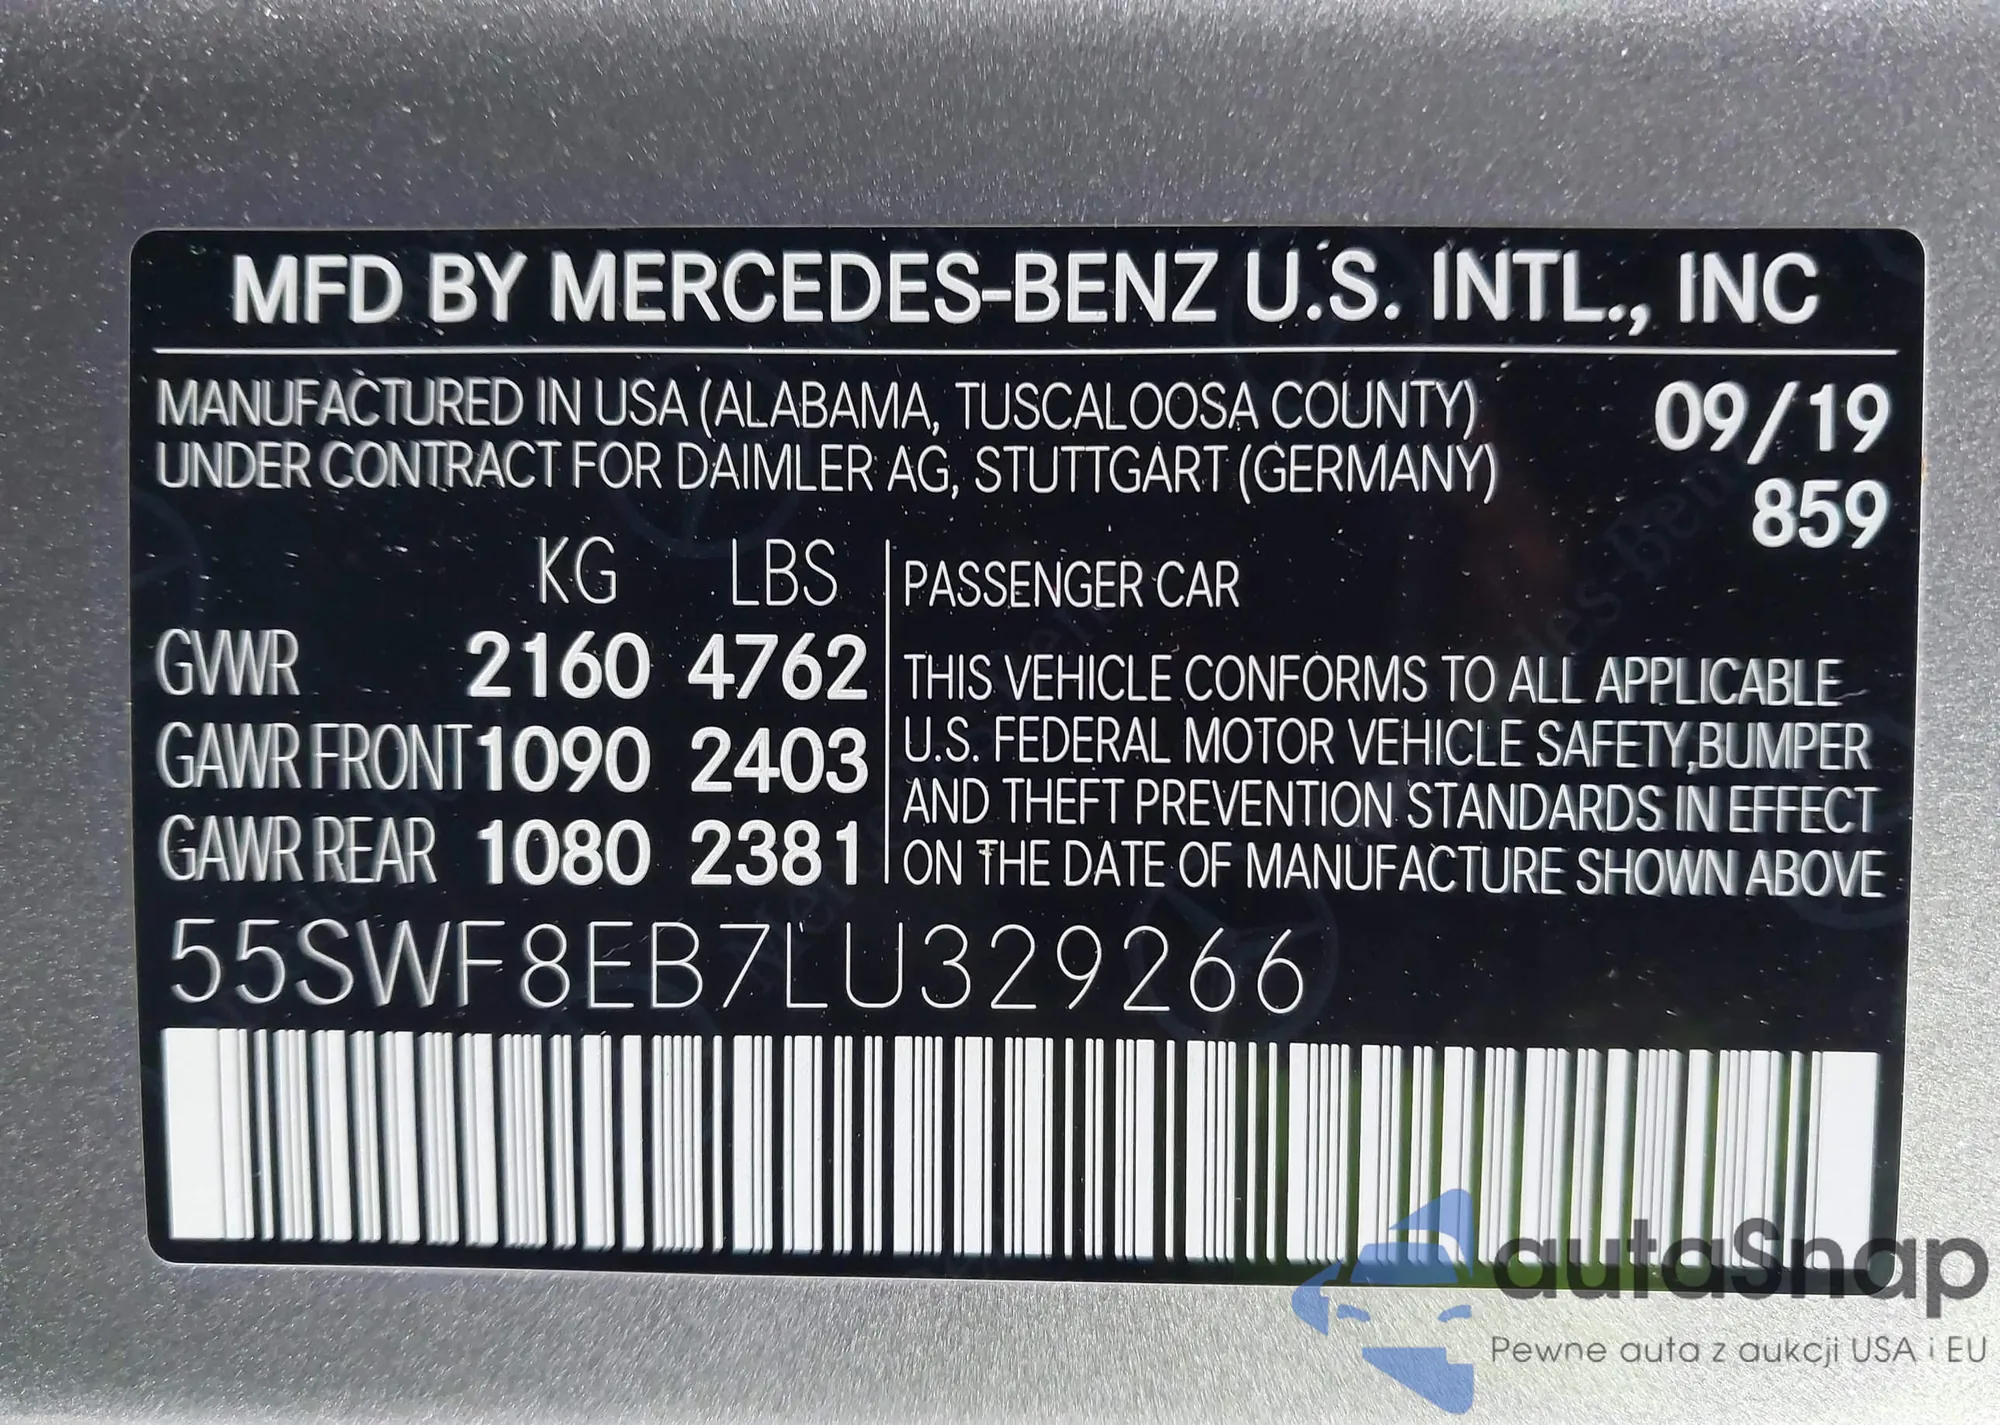 MFD BY MERCEDES-BENZ U.S. INTL., INC
MANUFACTURED IN USA (ALABAMA, TUSCALOOSA COUNTY) 09/19
UNDER CONTRACT FOR DAIMLER AG, STUTTGART (GERMANY)
859
KG LBS
GVWR 2160 4762
GAWR FRONT 1090 2403
GAWR REAR 1080 2381
PASSENGER CAR
THIS VEHICLE CONFORMS TO ALL APPLICABLE
U.S. FEDERAL MOTOR VEHICLE SAFETY,BUMPER
AND THEFT PREVENTION STANDARDS IN EFFECT
ON THE DATE OF MANUFACTURE SHOWN ABOVE
55SWF8EB7LU329266
autaSnap
Pewne auta z aukcji USA i EU